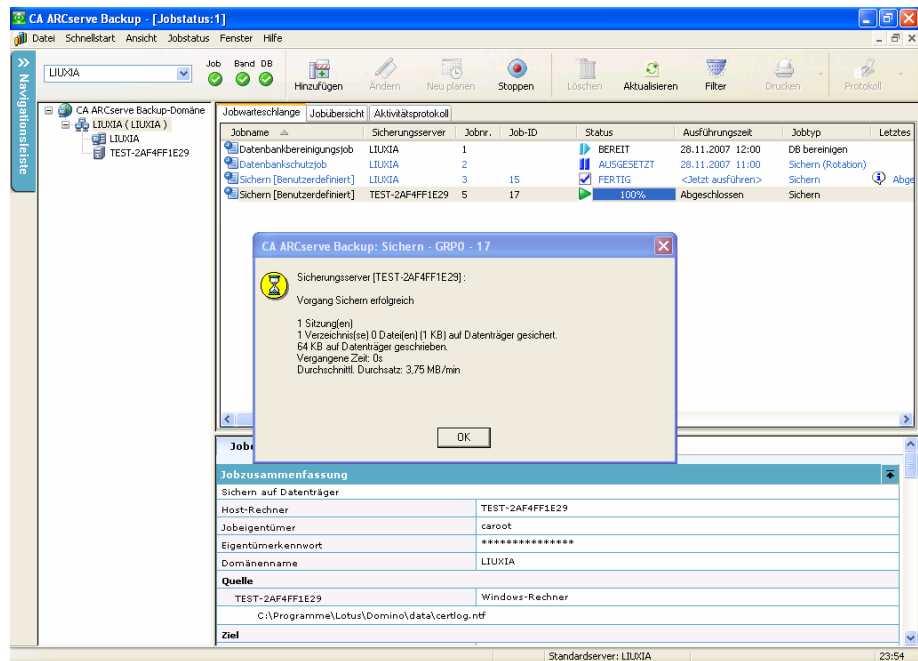 CA ARCserve Backup - [Jobstatus:1]
Datei Schnellstart Ansicht Jobstatus Fenster Hilfe
Navigationsleiste
LIUXIA
Job Band DB
Hinzufügen Ändern Neu planen Stoppen Löschen Aktualisieren Filter Drucken Protokoll
CA ARCserve Backup-Domäne
LIUXIA ( LIUXIA )
LIUXIA
TEST-2AF4FF1E29
Jobwarteschlange Jobübersicht Aktivitätsprotokoll
Jobname Sicherungsserver Jobnr. Job-ID Status Ausführungszeit Jobtyp Letztes
Datenbankbereinigungsjob LIUXIA 1 BEREIT 28.11.2007 12:00 DB bereinigen
Datenbankschutzjob LIUXIA 2 AUSGESETZT 28.11.2007 11:00 Sichern (Rotation)
Sichern [Benutzerdefiniert] LIUXIA 3 15 FERTIG <Jetzt ausführen> Sichern Abge
Sichern [Benutzerdefiniert] TEST-2AF4FF1E29 5 17 100% Abgeschlossen Sichern
CA ARCserve Backup: Sichern - GRP0 - 17
Sicherungsserver [TEST-2AF4FF1E29] :
Vorgang Sichern erfolgreich
1 Sitzung(en)
1 Verzeichnis(se) 0 Datei(en) (1 KB) auf Datenträger gesichert.
64 KB auf Datenträger geschrieben.
Vergangene Zeit: 0s
Durchschnittl. Durchsatz: 3,75 MB/min
OK
Jobzusammenfassung
Sichern auf Datenträger
Host-Rechner TEST-2AF4FF1E29
Jobeigentümer caroot
Eigentümerkennwort ***************
Domänenname LIUXIA
Quelle
TEST-2AF4FF1E29 Windows-Rechner
C:\Programme\Lotus\Domino\data\certlog.ntf
Ziel
Standardserver: LIUXIA 23:54